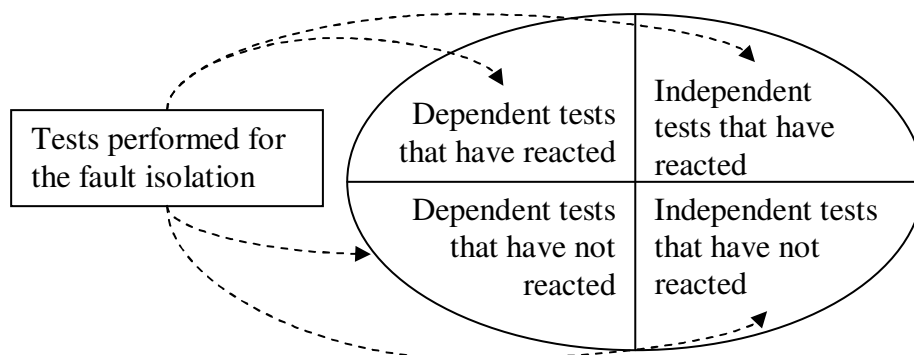 Tests performed for
the fault isolation
Dependent tests
that have reacted
Independent
tests that have
reacted
Dependent tests
that have not
reacted
Independent tests
that have not
reacted